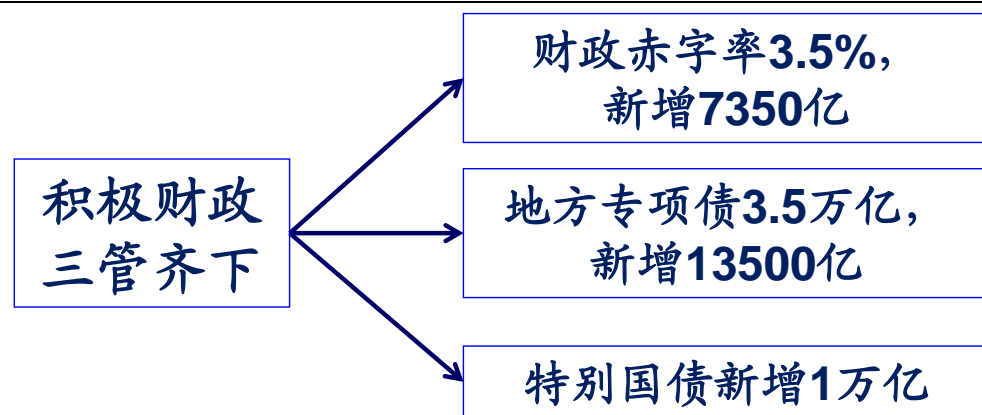 积极财政
三管齐下
财政赤字率3.5%,
新增7350亿
地方专项债3.5万亿,
新增13500亿
特别国债新增1万亿